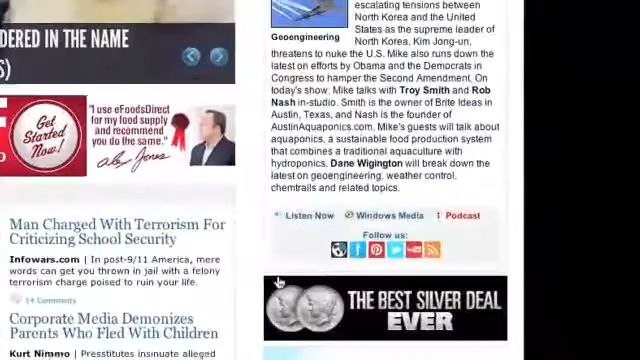 DERED IN THE NAME
S)
Get
Started
Now!
"I use eFoodsDirect
for my food supply
and recommend
you do the same."
Alex Jones
Man Charged With Terrorism For
Criticizing School Security
Infowars.com | In post-9/11 America, mere
words can get you thrown in jail with a felony
terrorism charge poised to ruin your life.
14 Comments
Corporate Media Demonizes
Parents Who Fled With Children
Kurt Nimmo | Presstitutes insinuate alleged
Geoengineering
escalating tensions between
North Korea and the United
States as the supreme leader of
North Korea, Kim Jong-un,
threatens to nuke the U.S. Mike also runs down the
latest on efforts by Obama and the Democrats in
Congress to hamper the Second Amendment. On
today's show, Mike talks with Troy Smith and Rob
Nash in-studio. Smith is the owner of Brite Ideas in
Austin, Texas, and Nash is the founder of
AustinAquaponics.com. Mike's guests will talk about
aquaponics, a sustainable food production system
that combines a traditional aquaculture with
hydroponics. Dane Wigington will break down the
latest on geoengineering, weather control,
chemtrails and related topics.
Listen Now Windows Media Podcast
Follow us:
THE BEST SILVER DEAL
EVER